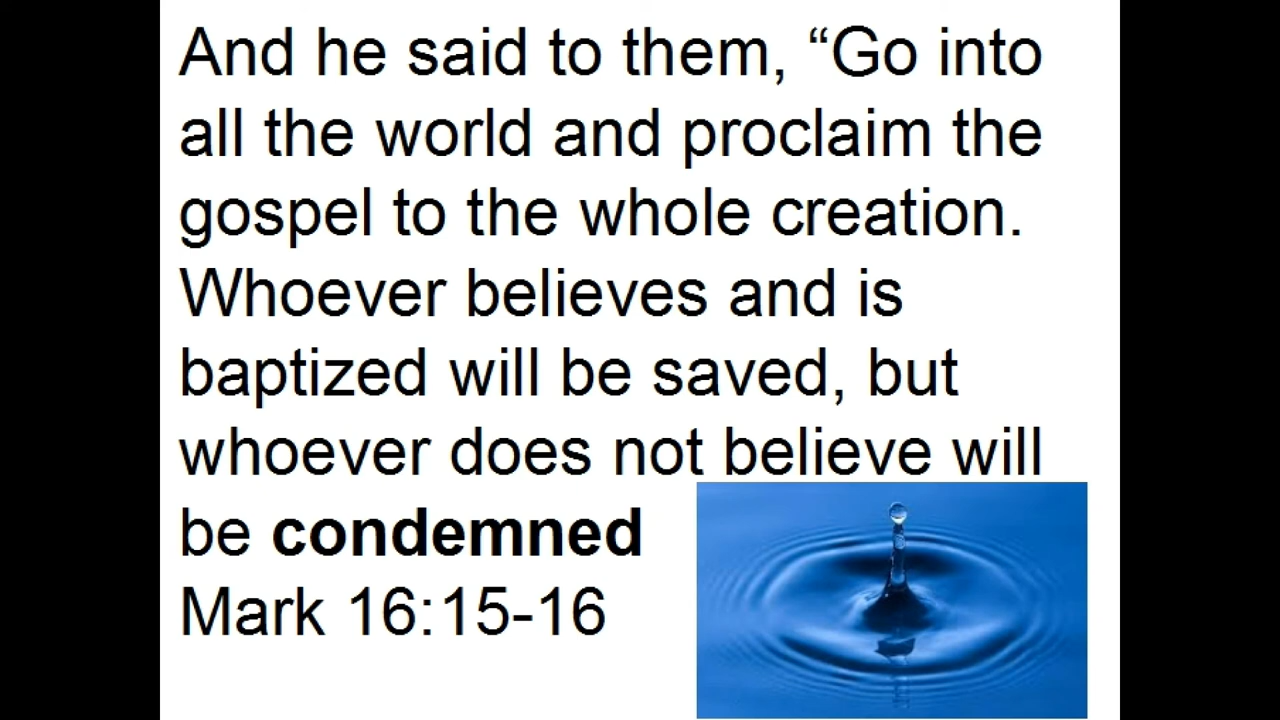 And he said to them, “Go into
all the world and proclaim the
gospel to the whole creation.
Whoever believes and is
baptized will be saved, but
whoever does not believe will
be condemned
Mark 16:15-16